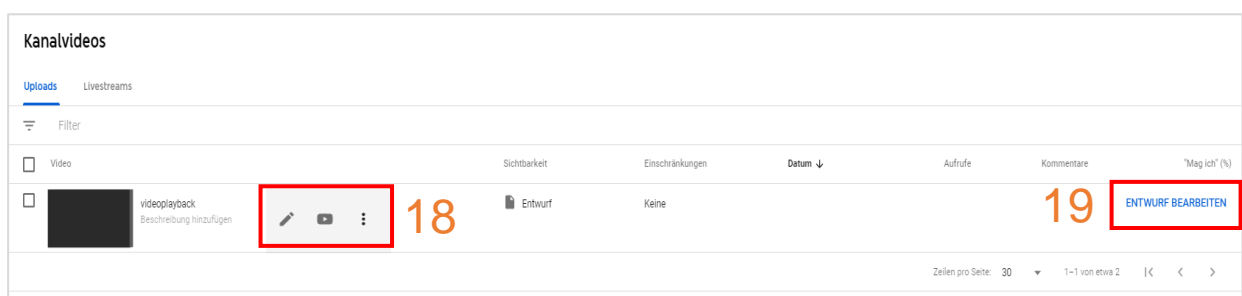 Kanalvideos
Uploads Livestreams
Filter
Video Sichtbarkeit Einschränkungen Datum ↓ Aufrufe Kommentare "Mag ich" (%)
videoplayback
Beschreibung hinzufügen
18
Entwurf Keine
19
ENTWURF BEARBEITEN
Zeilen pro Seite: 30 1–1 von etwa 2